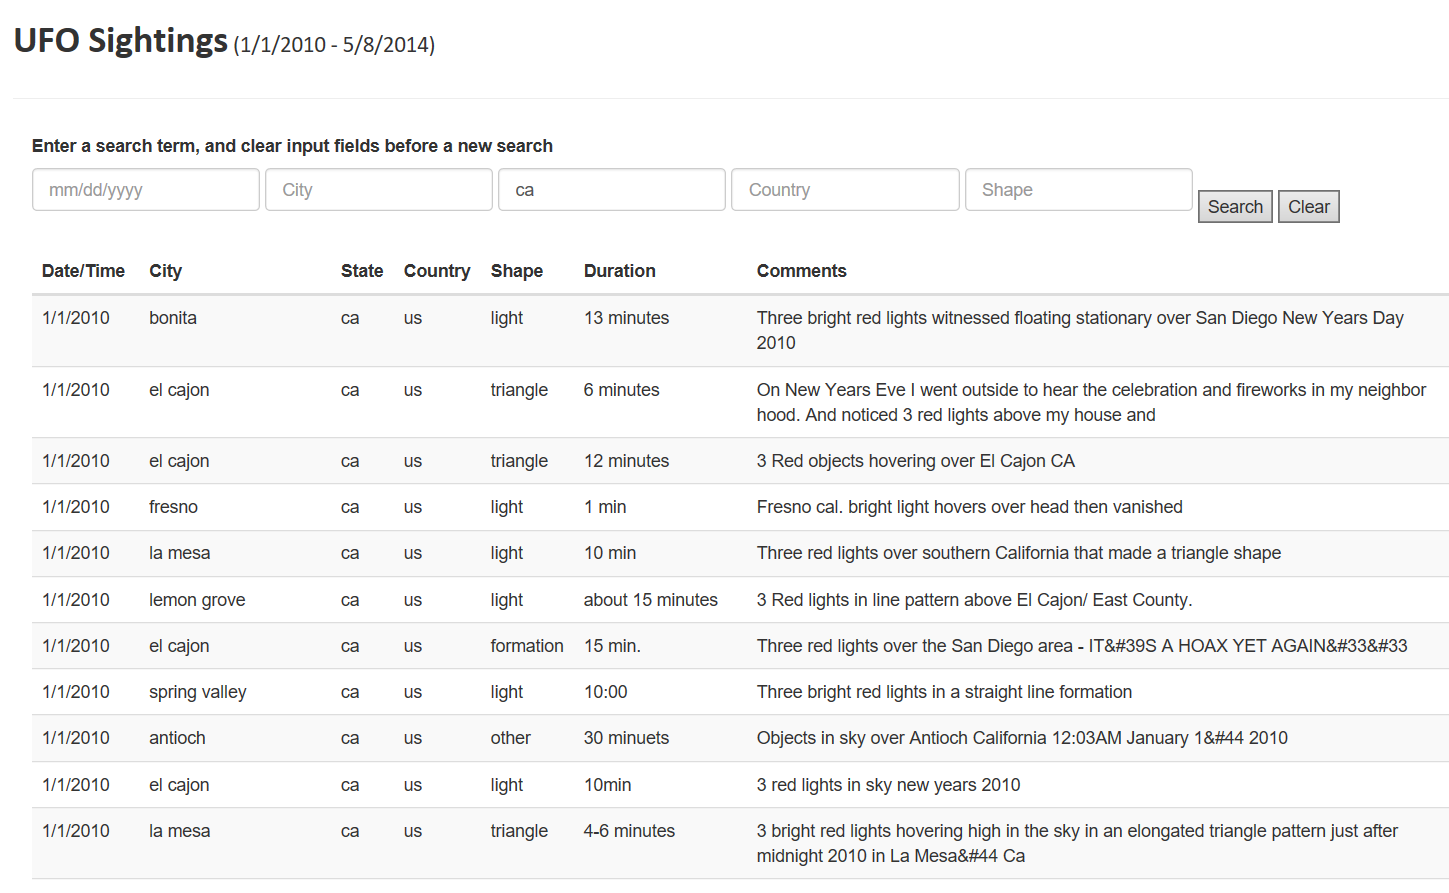 UFO Sightings (1/1/2010 - 5/8/2014)
Enter a search term, and clear input fields before a new search
mm/dd/yyyy City ca Country Shape Search Clear
Date/Time City State Country Shape Duration Comments
1/1/2010 bonita ca us light 13 minutes Three bright red lights witnessed floating stationary over San Diego New Years Day
2010
1/1/2010 el cajon ca us triangle 6 minutes On New Years Eve I went outside to hear the celebration and fireworks in my neighbor
hood. And noticed 3 red lights above my house and
1/1/2010 el cajon ca us triangle 12 minutes 3 Red objects hovering over El Cajon CA
1/1/2010 fresno ca us light 1 min Fresno cal. bright light hovers over head then vanished
1/1/2010 la mesa ca us light 10 min Three red lights over southern California that made a triangle shape
1/1/2010 lemon grove ca us light about 15 minutes 3 Red lights in line pattern above El Cajon/ East County.
1/1/2010 el cajon ca us formation 15 min. Three red lights over the San Diego area - IT&#39S A HOAX YET AGAIN&#33&#33
1/1/2010 spring valley ca us light 10:00 Three bright red lights in a straight line formation
1/1/2010 antioch ca us other 30 minuets Objects in sky over Antioch California 12:03AM January 1&#44 2010
1/1/2010 el cajon ca us light 10min 3 red lights in sky new years 2010
1/1/2010 la mesa ca us triangle 4-6 minutes 3 bright red lights hovering high in the sky in an elongated triangle pattern just after
midnight 2010 in La Mesa&#44 Ca